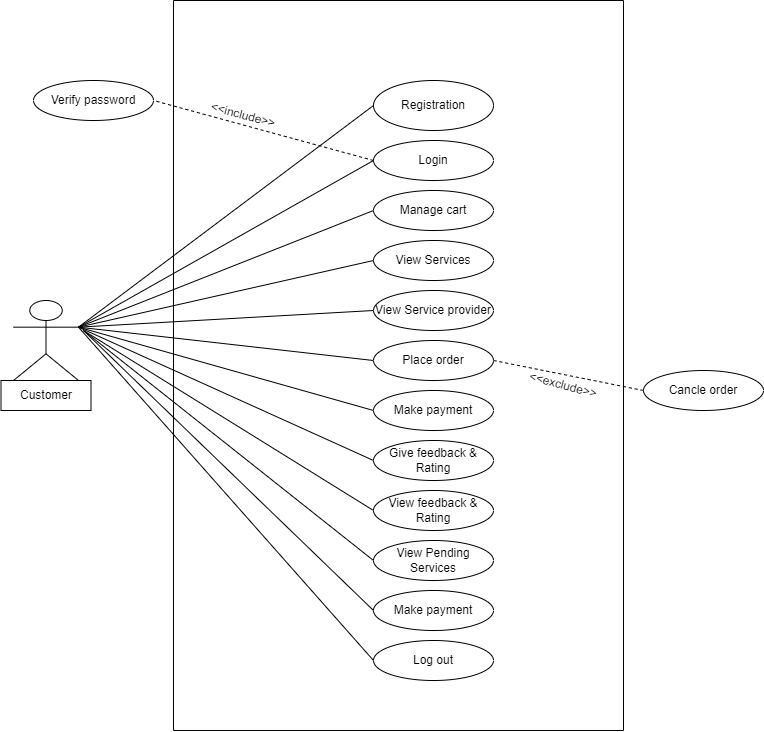 Verify password
<<include>>
Registration
Login
Manage cart
View Services
View Service provider
Customer
Place order
<<exclude>>
Cancle order
Make payment
Give feedback &
Rating
View feedback &
Rating
View Pending
Services
Make payment
Log out